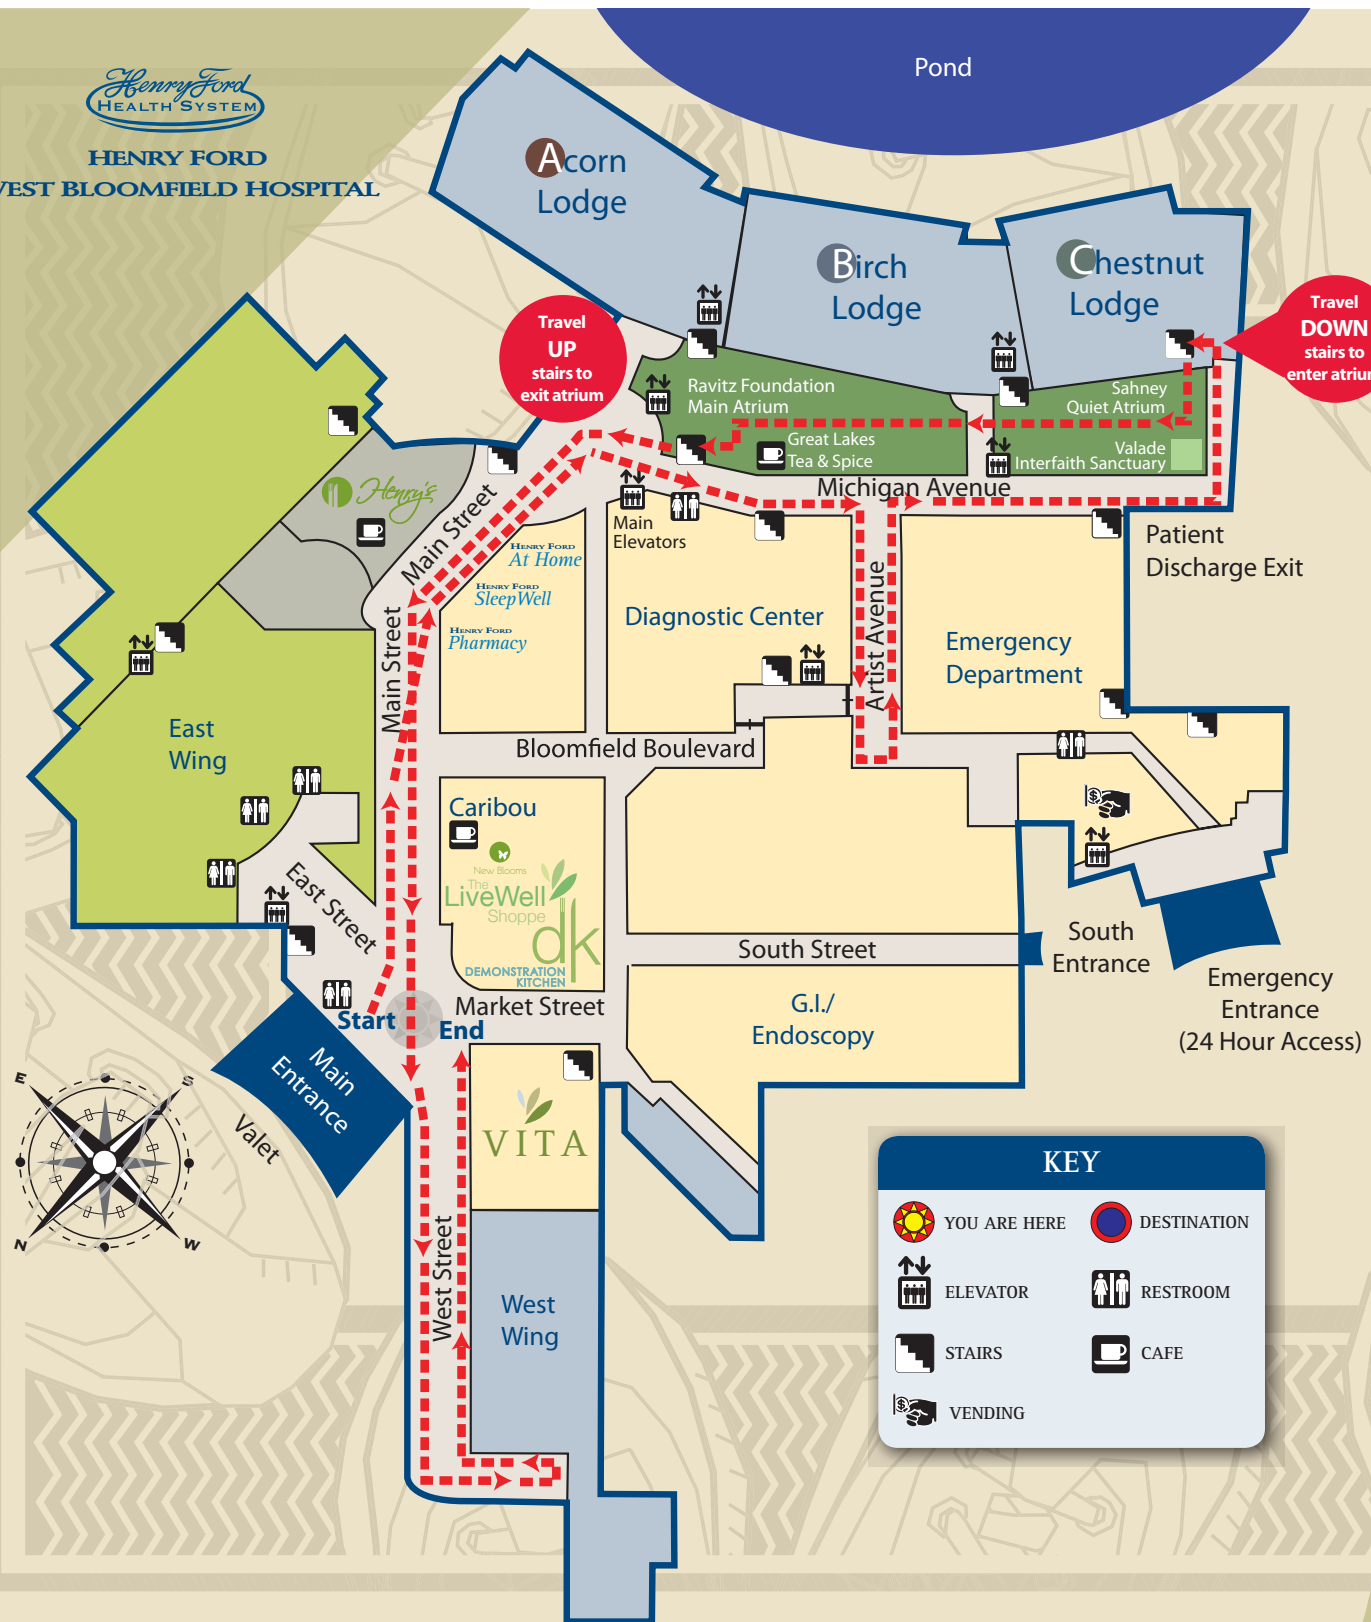 Henry Ford
HEALTH SYSTEM
HENRY FORD
WEST BLOOMFIELD HOSPITAL
Pond
Acorn
Lodge
Birch
Lodge
Chestnut
Lodge
Travel
UP
stairs to
exit atrium
Travel
DOWN
stairs to
enter atrium
Ravitz Foundation
Main Atrium
Great Lakes
Tea & Spice
Sahney
Quiet Atrium
Valade
Interfaith Sanctuary
Michigan Avenue
Henry's
Main Street
Main
Elevators
HENRY FORD
At Home
HENRY FORD
SleepWell
HENRY FORD
Pharmacy
Diagnostic Center
Artist Avenue
Emergency
Department
Patient
Discharge Exit
Main Street
East
Wing
Bloomfield Boulevard
Caribou
New Blooms
The
LiveWell
Shoppe
dk
DEMONSTRATION
KITCHEN
East Street
South Street
South
Entrance
Emergency
Entrance
(24 Hour Access)
Market Street
Start
End
G.I./
Endoscopy
Main
Entrance
Valet
E
S
N
W
VITA
West Street
West
Wing
KEY
YOU ARE HERE
DESTINATION
ELEVATOR
RESTROOM
STAIRS
CAFE
VENDING